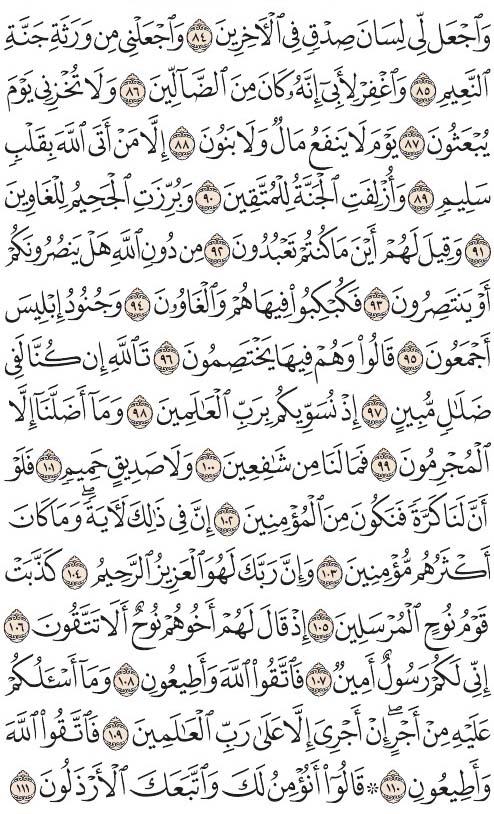 وَٱجۡعَل لِّي لِسَانَ صِدۡقٖ فِي ٱلۡأٓخِرِينَ ٨٤ وَٱجۡعَلۡنِي مِن وَرَثَةِ جَنَّةِ
ٱلنَّعِيمِ ٨٥ وَٱغۡفِرۡ لِأَبِيٓ إِنَّهُۥ كَانَ مِنَ ٱلضَّآلِّينَ ٨٦ وَلَا تُخۡزِنِي يَوۡمَ
يُبۡعَثُونَ ٨٧ يَوۡمَ لَا يَنفَعُ مَالٞ وَلَا بَنُونَ ٨٨ إِلَّا مَنۡ أَتَى ٱللَّهَ بِقَلۡبٖ
سَلِيمٖ ٨٩ وَأُزۡلِفَتِ ٱلۡجَنَّةُ لِلۡمُتَّقِينَ ٩٠ وَبُرِّزَتِ ٱلۡجَحِيمُ لِلۡغَاوِينَ
٩١ وَقِيلَ لَهُمۡ أَيۡنَ مَا كُنتُمۡ تَعۡبُدُونَ ٩٢ مِن دُونِ ٱللَّهِ هَلۡ يَنصُرُونَكُمۡ
أَوۡ يَنتَصِرُونَ ٩٣ فَكُبۡكِبُواْ فِيهَا هُمۡ وَٱلۡغَاوُۥنَ ٩٤ وَجُنُودُ إِبۡلِيسَ
أَجۡمَعُونَ ٩٥ قَالُواْ وَهُمۡ فِيهَا يَخۡتَصِمُونَ ٩٦ تَٱللَّهِ إِن كُنَّا لَفِي
ضَلَٰلٖ مُّبِينٍ ٩٧ إِذۡ نُسَوِّيكُم بِرَبِّ ٱلۡعَٰلَمِينَ ٩٨ وَمَآ أَضَلَّنَآ إِلَّا
ٱلۡمُجۡرِمُونَ ٩٩ فَمَا لَنَا مِن شَٰفِعِينَ ١٠٠ وَلَا صَدِيقٍ حَمِيمٖ ١٠١ فَلَوۡ
أَنَّ لَنَا كَرَّةٗ فَنَكُونَ مِنَ ٱلۡمُؤۡمِنِينَ ١٠٢ إِنَّ فِي ذَٰلِكَ لَأٓيَةٗۖ وَمَا كَانَ
أَكۡثَرُهُم مُّؤۡمِنِينَ ١٠٣ وَإِنَّ رَبَّكَ لَهُوَ ٱلۡعَزِيزُ ٱلرَّحِيمُ ١٠٤ كَذَّبَتۡ
قَوۡمُ نُوحٍ ٱلۡمُرۡسَلِينَ ١٠٥ إِذۡ قَالَ لَهُمۡ أَخُوهُمۡ نُوحٌ أَلَا تَتَّقُونَ ١٠٦
إِنِّي لَكُمۡ رَسُولٌ أَمِينٞ ١٠٧ فَٱتَّقُواْ ٱللَّهَ وَأَطِيعُونِ ١٠٨ وَمَآ أَسۡـَٔلُكُمۡ
عَلَيۡهِ مِنۡ أَجۡرٍۖ إِنۡ أَجۡرِيَ إِلَّا عَلَىٰ رَبِّ ٱلۡعَٰلَمِينَ ١٠٩ فَٱتَّقُواْ ٱللَّهَ
وَأَطِيعُونِ ١١٠ ۞ قَالُوٓاْ أَنُؤۡمِنُ لَكَ وَٱتَّبَعَكَ ٱلۡأَرۡذَلُونَ ١١١